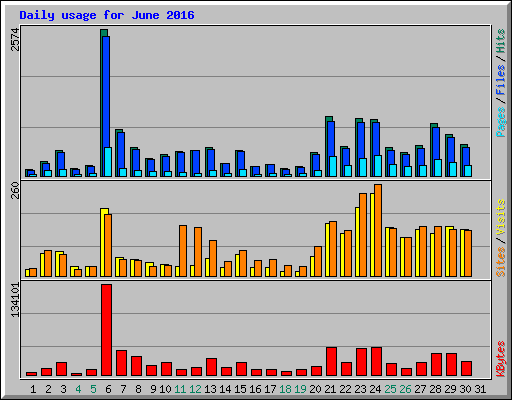 Daily usage for June 2016
2574
Pages / Files / Hits
260
Sites / Visits
134101
KBytes
1 2 3 4 5 6 7 8 9 10 11 12 13 14 15 16 17 18 19 20 21 22 23 24 25 26 27 28 29 30 31